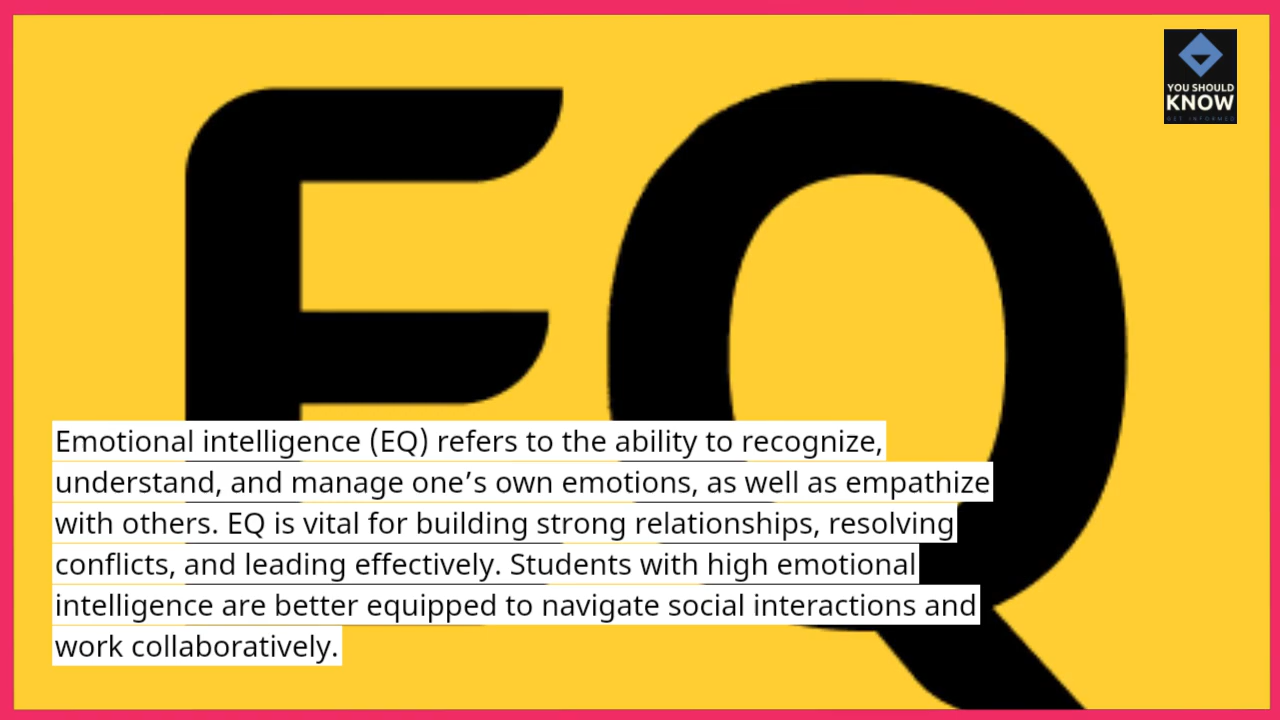 EQ
YOU SHOULD
KNOW
GET INFORMED
Emotional intelligence (EQ) refers to the ability to recognize,
understand, and manage one’s own emotions, as well as empathize
with others. EQ is vital for building strong relationships, resolving
conflicts, and leading effectively. Students with high emotional
intelligence are better equipped to navigate social interactions and
work collaboratively.